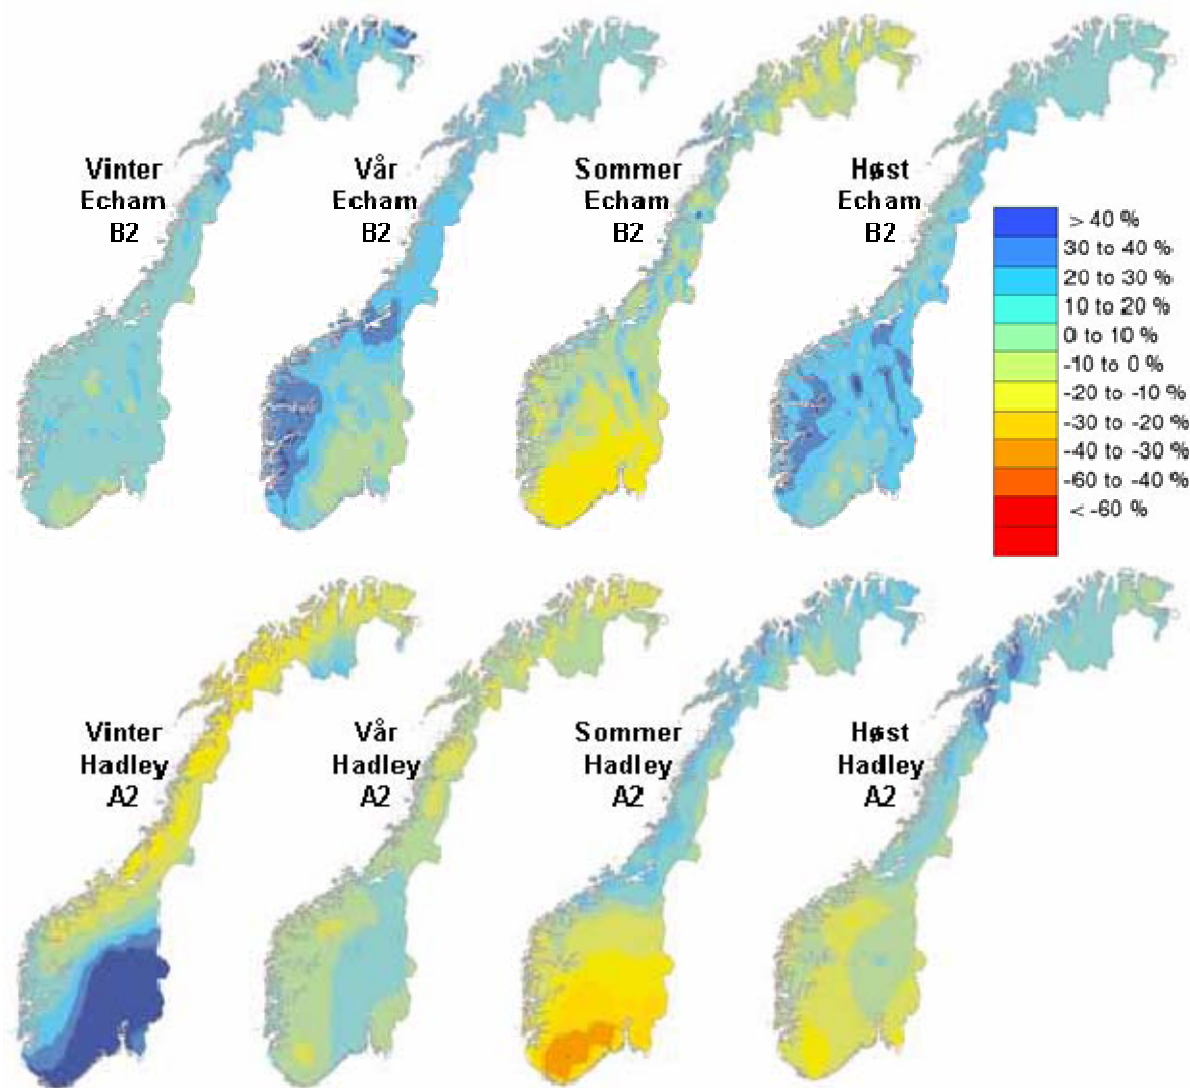 Vinter
Echam
B2
Vår
Echam
B2
Sommer
Echam
B2
Høst
Echam
B2
> 40 %
30 to 40 %
20 to 30 %
10 to 20 %
0 to 10 %
-10 to 0 %
-20 to -10 %
-30 to -20 %
-40 to -30 %
-60 to -40 %
< -60 %
Vinter
Hadley
A2
Vår
Hadley
A2
Sommer
Hadley
A2
Høst
Hadley
A2